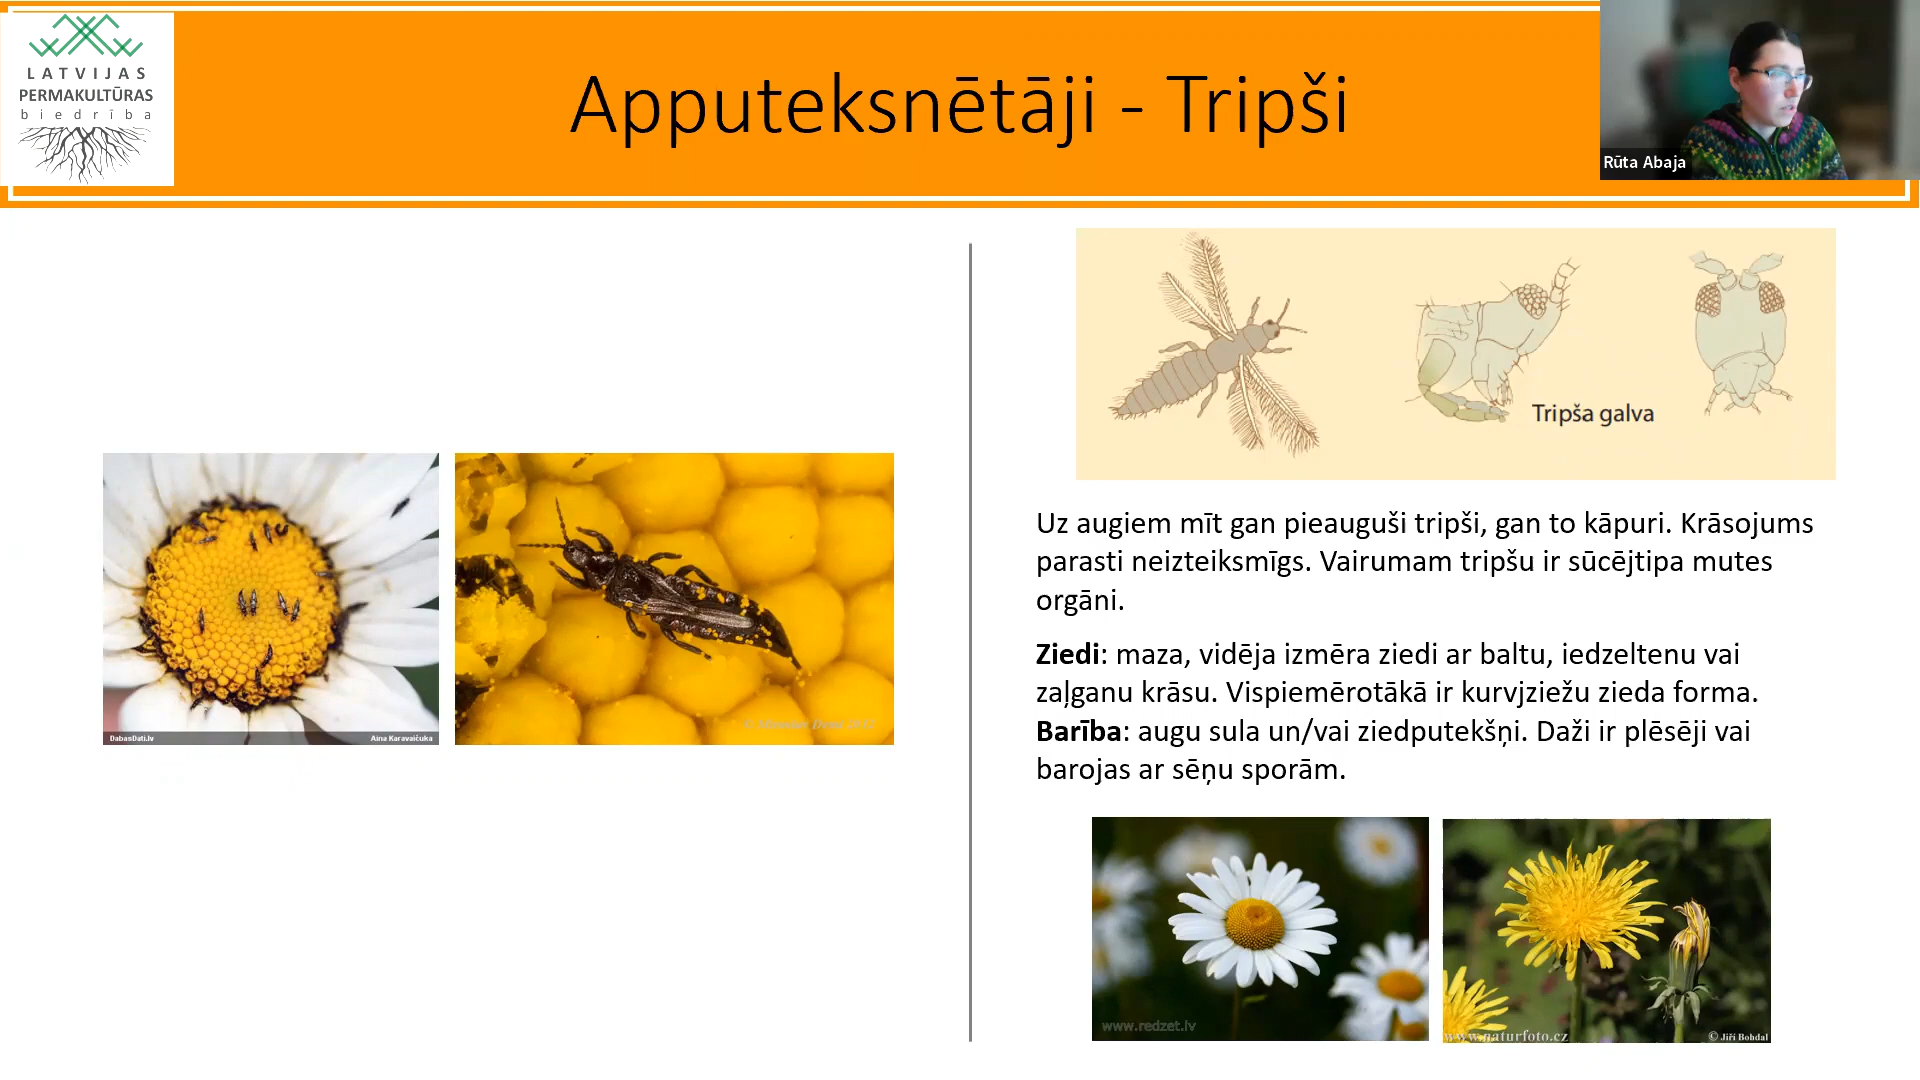 LATVIJAS
PERMAKULTŪRAS
biedrība
Apputeksnētāji - Tripši
Rūta Abaja
Tripša galva
Uz augiem mīt gan pieauguši tripši, gan to kāpuri. Krāsojums
parasti neizteiksmīgs. Vairumam tripšu ir sūcējtipa mutes
orgāni.
Ziedi: maza, vidēja izmēra ziedi ar baltu, iedzeltenu vai
zaļganu krāsu. Vispiemērotākā ir kurvjziežu zieda forma.
Barība: augu sula un/vai ziedputekšņi. Daži ir plēsēji vai
barojas ar sēņu sporām.
DabasDati.lv
Aina Karavaičuka
www.redzet.lv
www.naturfoto.cz
© Jiří Bohdal